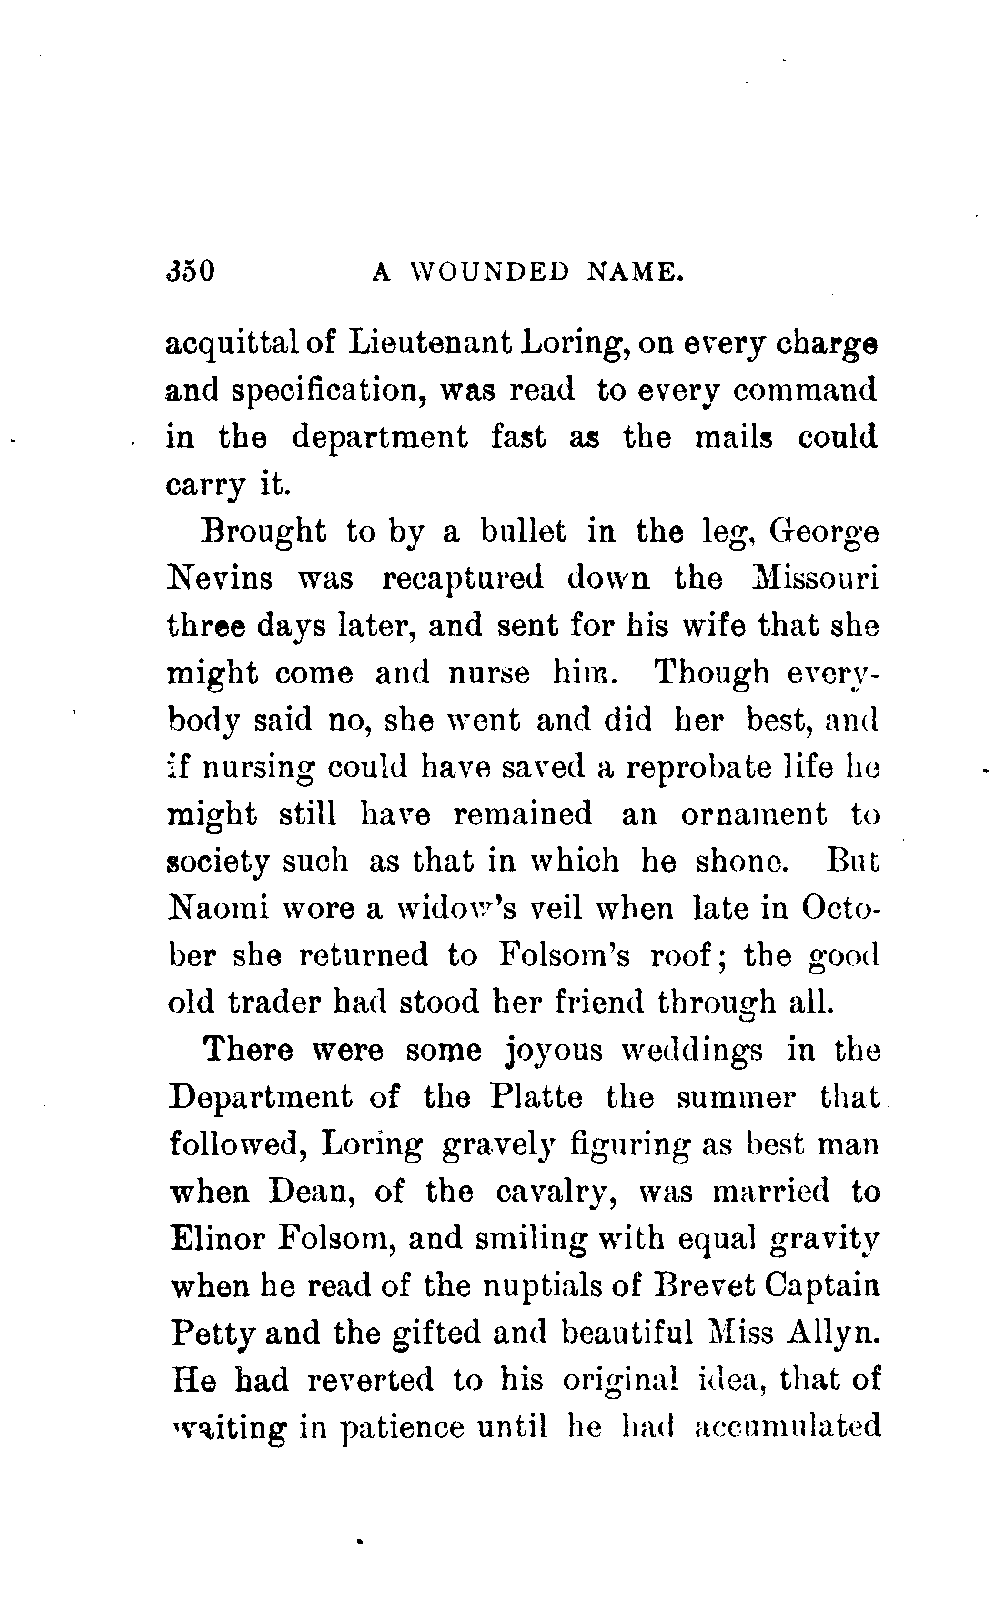 350 A WOUNDED NAME.
acquittal of Lieutenant Loring, on every charge
and specification, was read to every command
in the department fast as the mails could
carry it.
Brought to by a bullet in the leg, George
Nevins was recaptured down the Missouri
three days later, and sent for his wife that she
might come and nurse him. Though every-
body said no, she went and did her best, and
if nursing could have saved a reprobate life he
might still have remained an ornament to
society such as that in which he shone. But
Naomi wore a widow's veil when late in Octo-
ber she returned to Folsom's roof; the good
old trader had stood her friend through all.
There were some joyous weddings in the
Department of the Platte the summer that
followed, Loring gravely figuring as best man
when Dean, of the cavalry, was married to
Elinor Folsom, and smiling with equal gravity
when he read of the nuptials of Brevet Captain
Petty and the gifted and beautiful Miss Allyn.
He had reverted to his original idea, that of
waiting in patience until he had accumulated